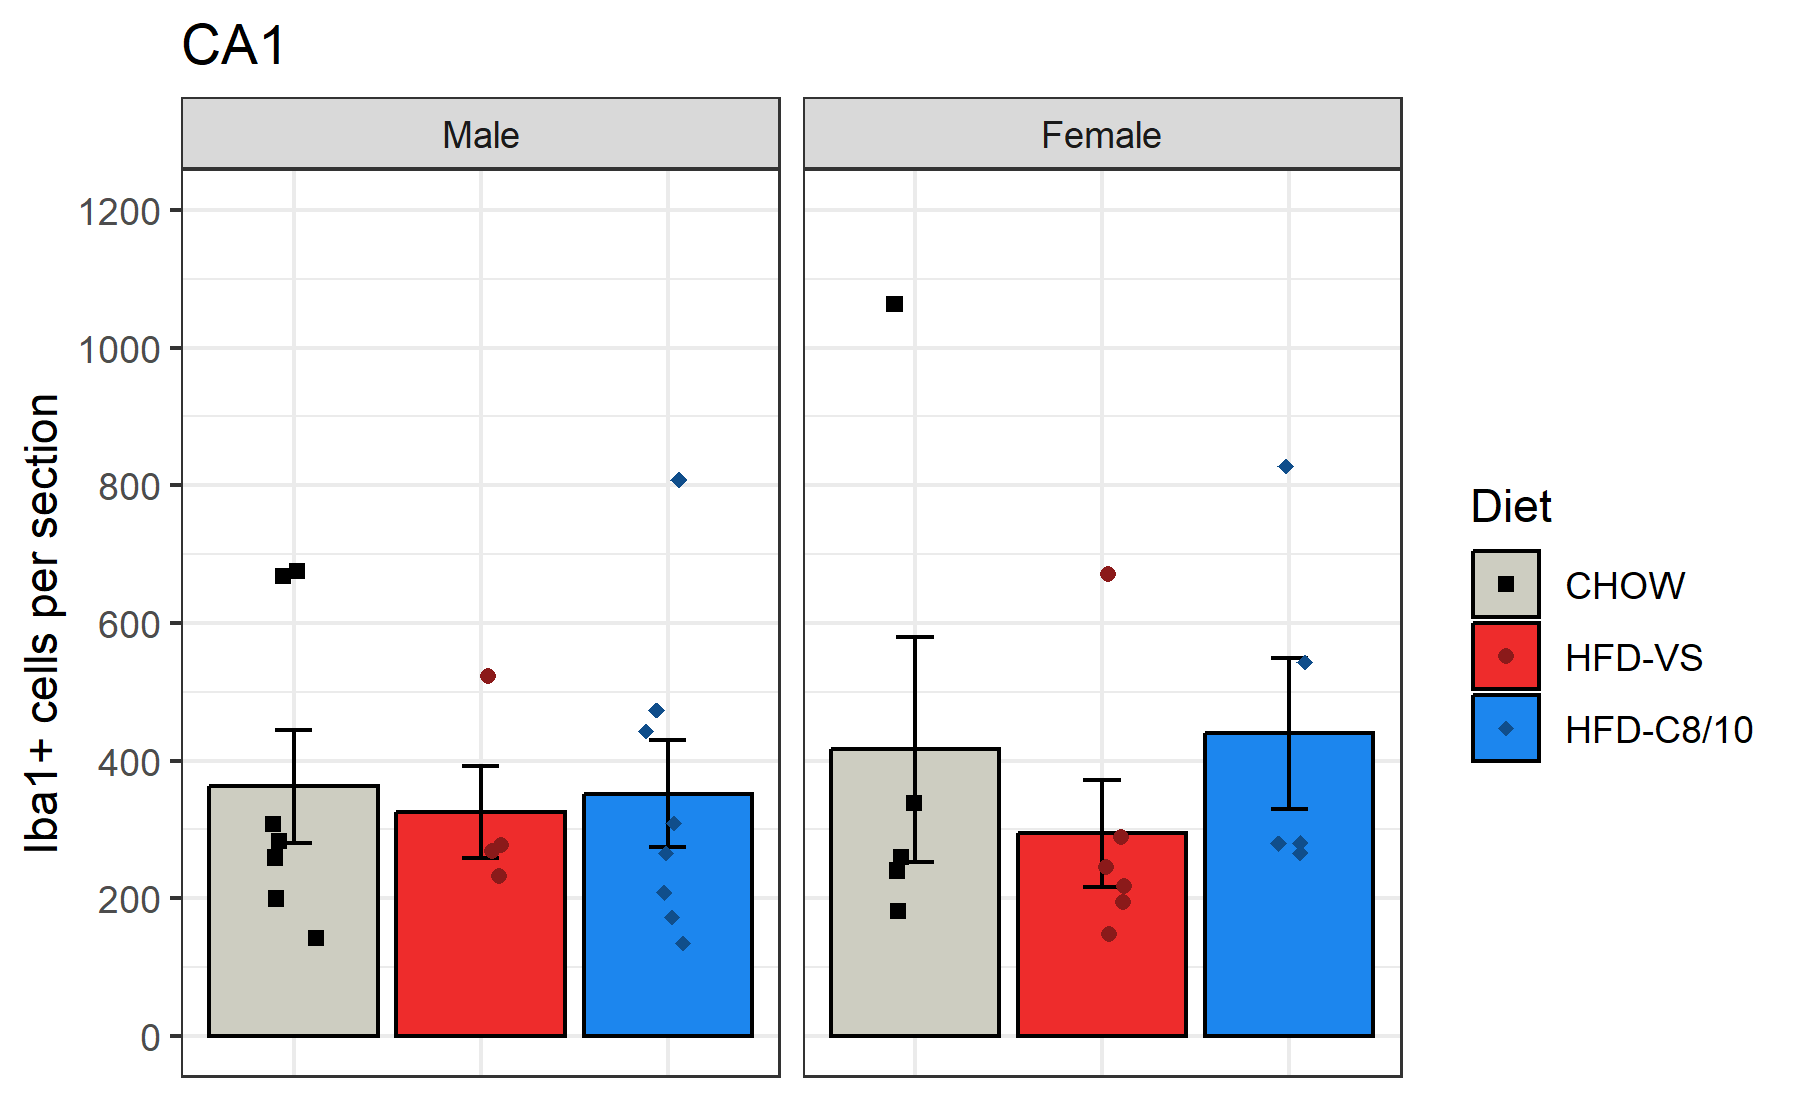 CA1
Male
Female
Iba1+ cells per section
1200
1000
800
600
400
200
0
Diet
CHOW
HFD-VS
HFD-C8/10